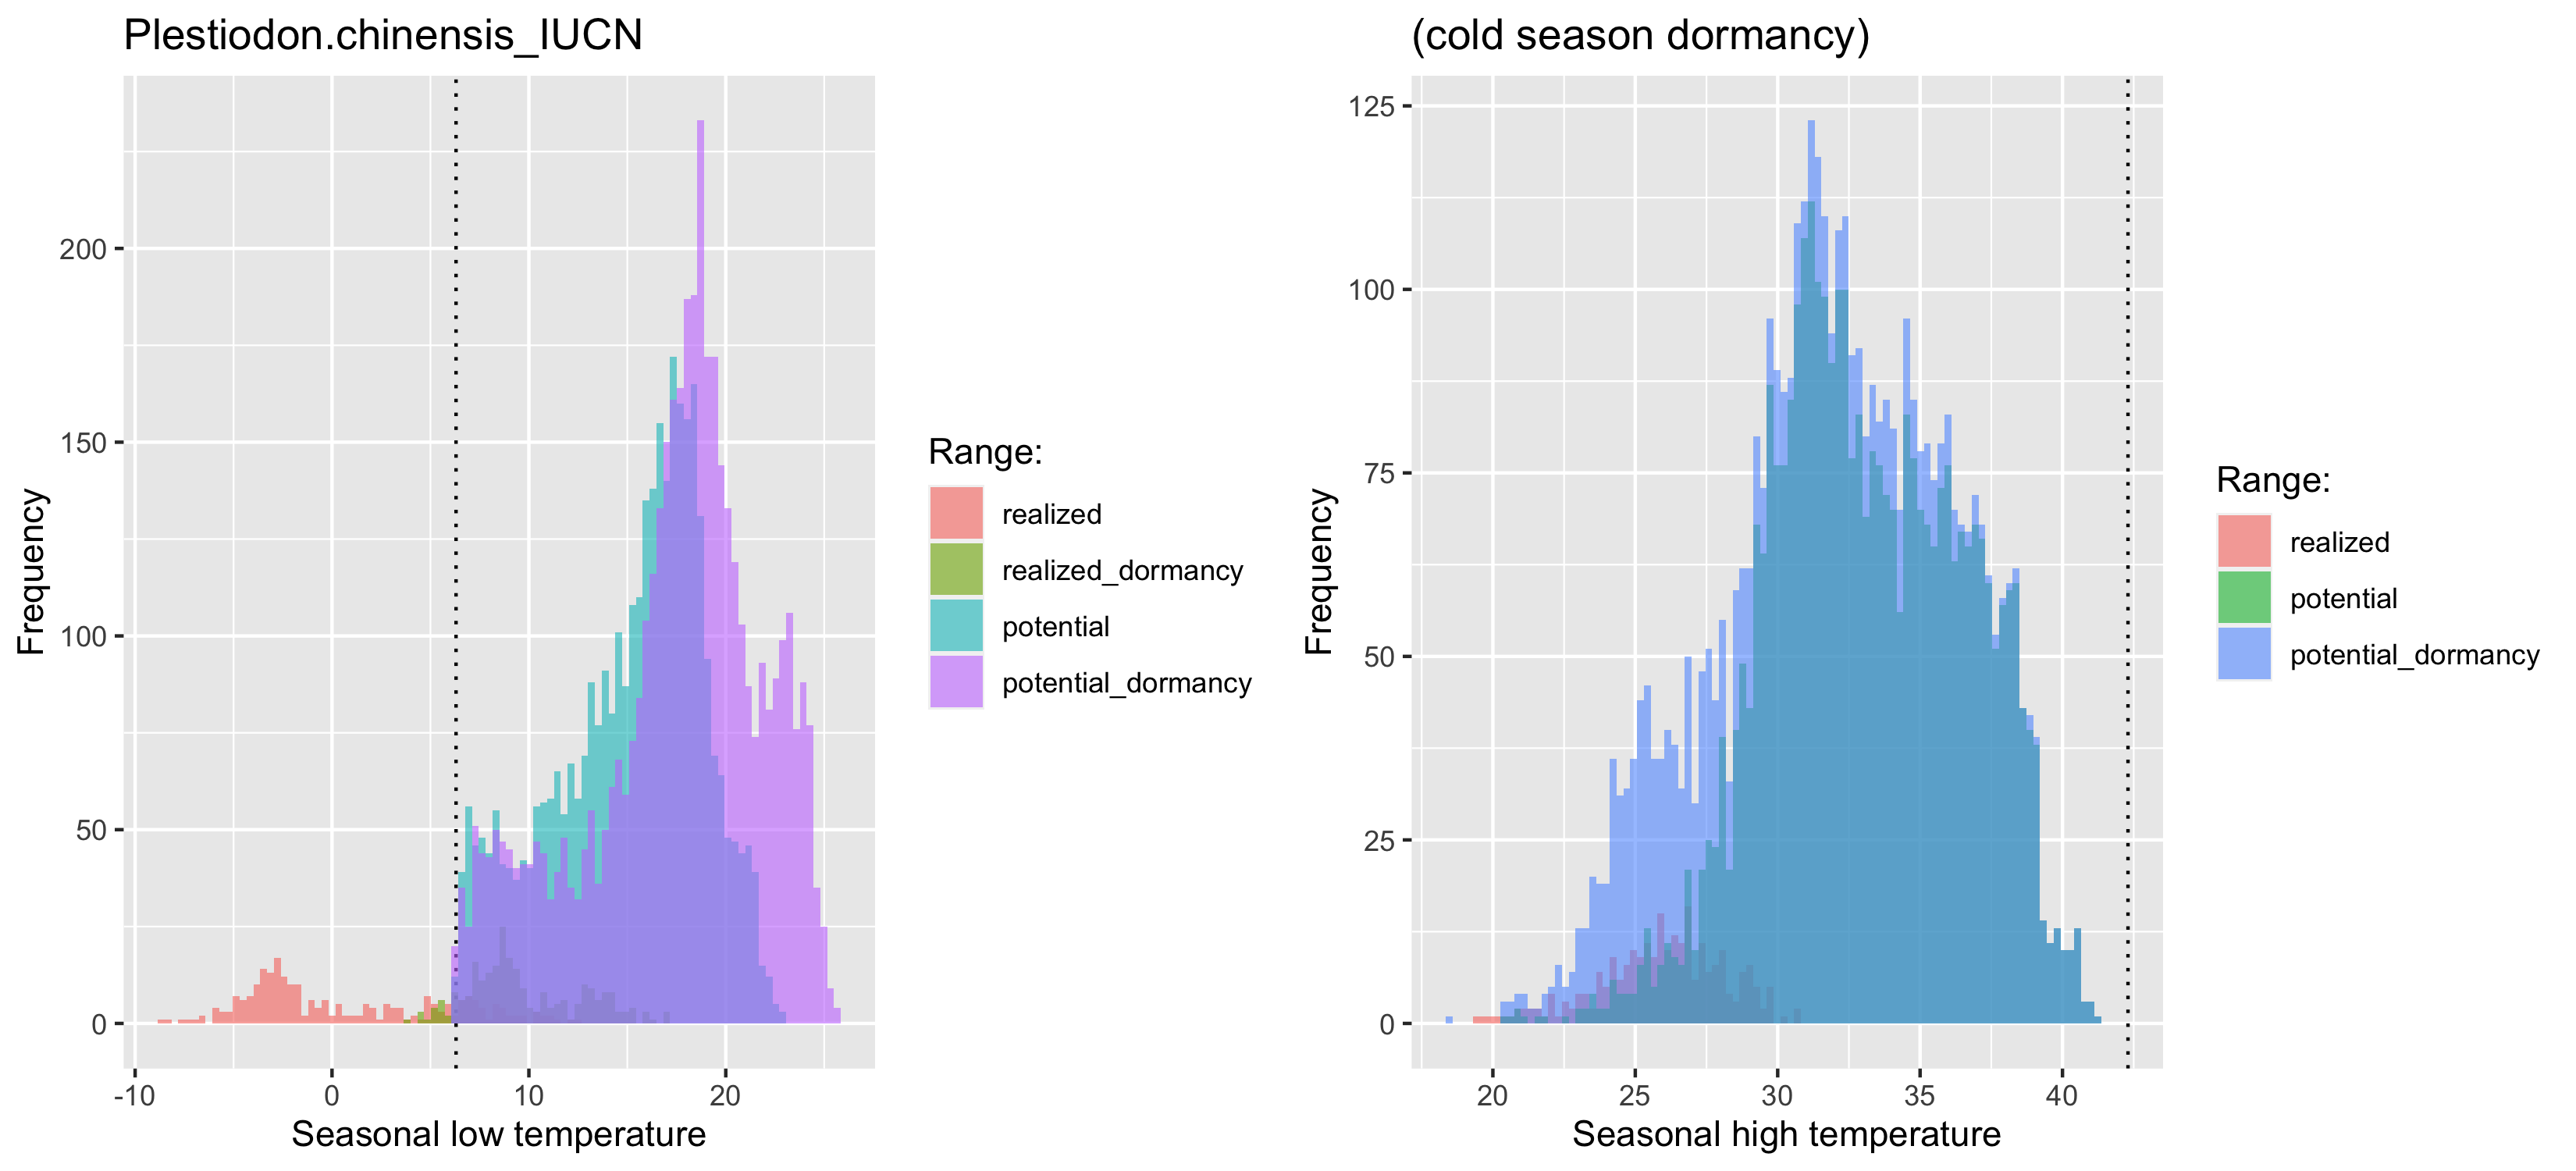 Plestiodon.chinensis_IUCN
Frequency
200
150
100
50
0
-10 0 10 20
Seasonal low temperature
Range:
realized
realized_dormancy
potential
potential_dormancy
(cold season dormancy)
Frequency
125
100
75
50
25
0
20 25 30 35 40
Seasonal high temperature
Range:
realized
potential
potential_dormancy